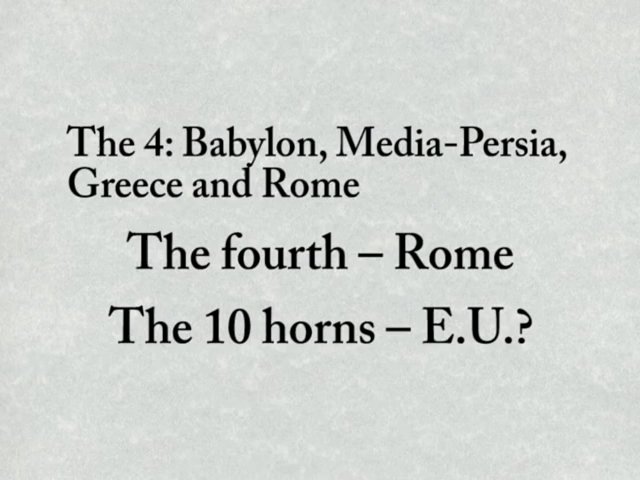 The 4: Babylon, Media-Persia,
Greece and Rome
The fourth – Rome
The 10 horns – E.U.?